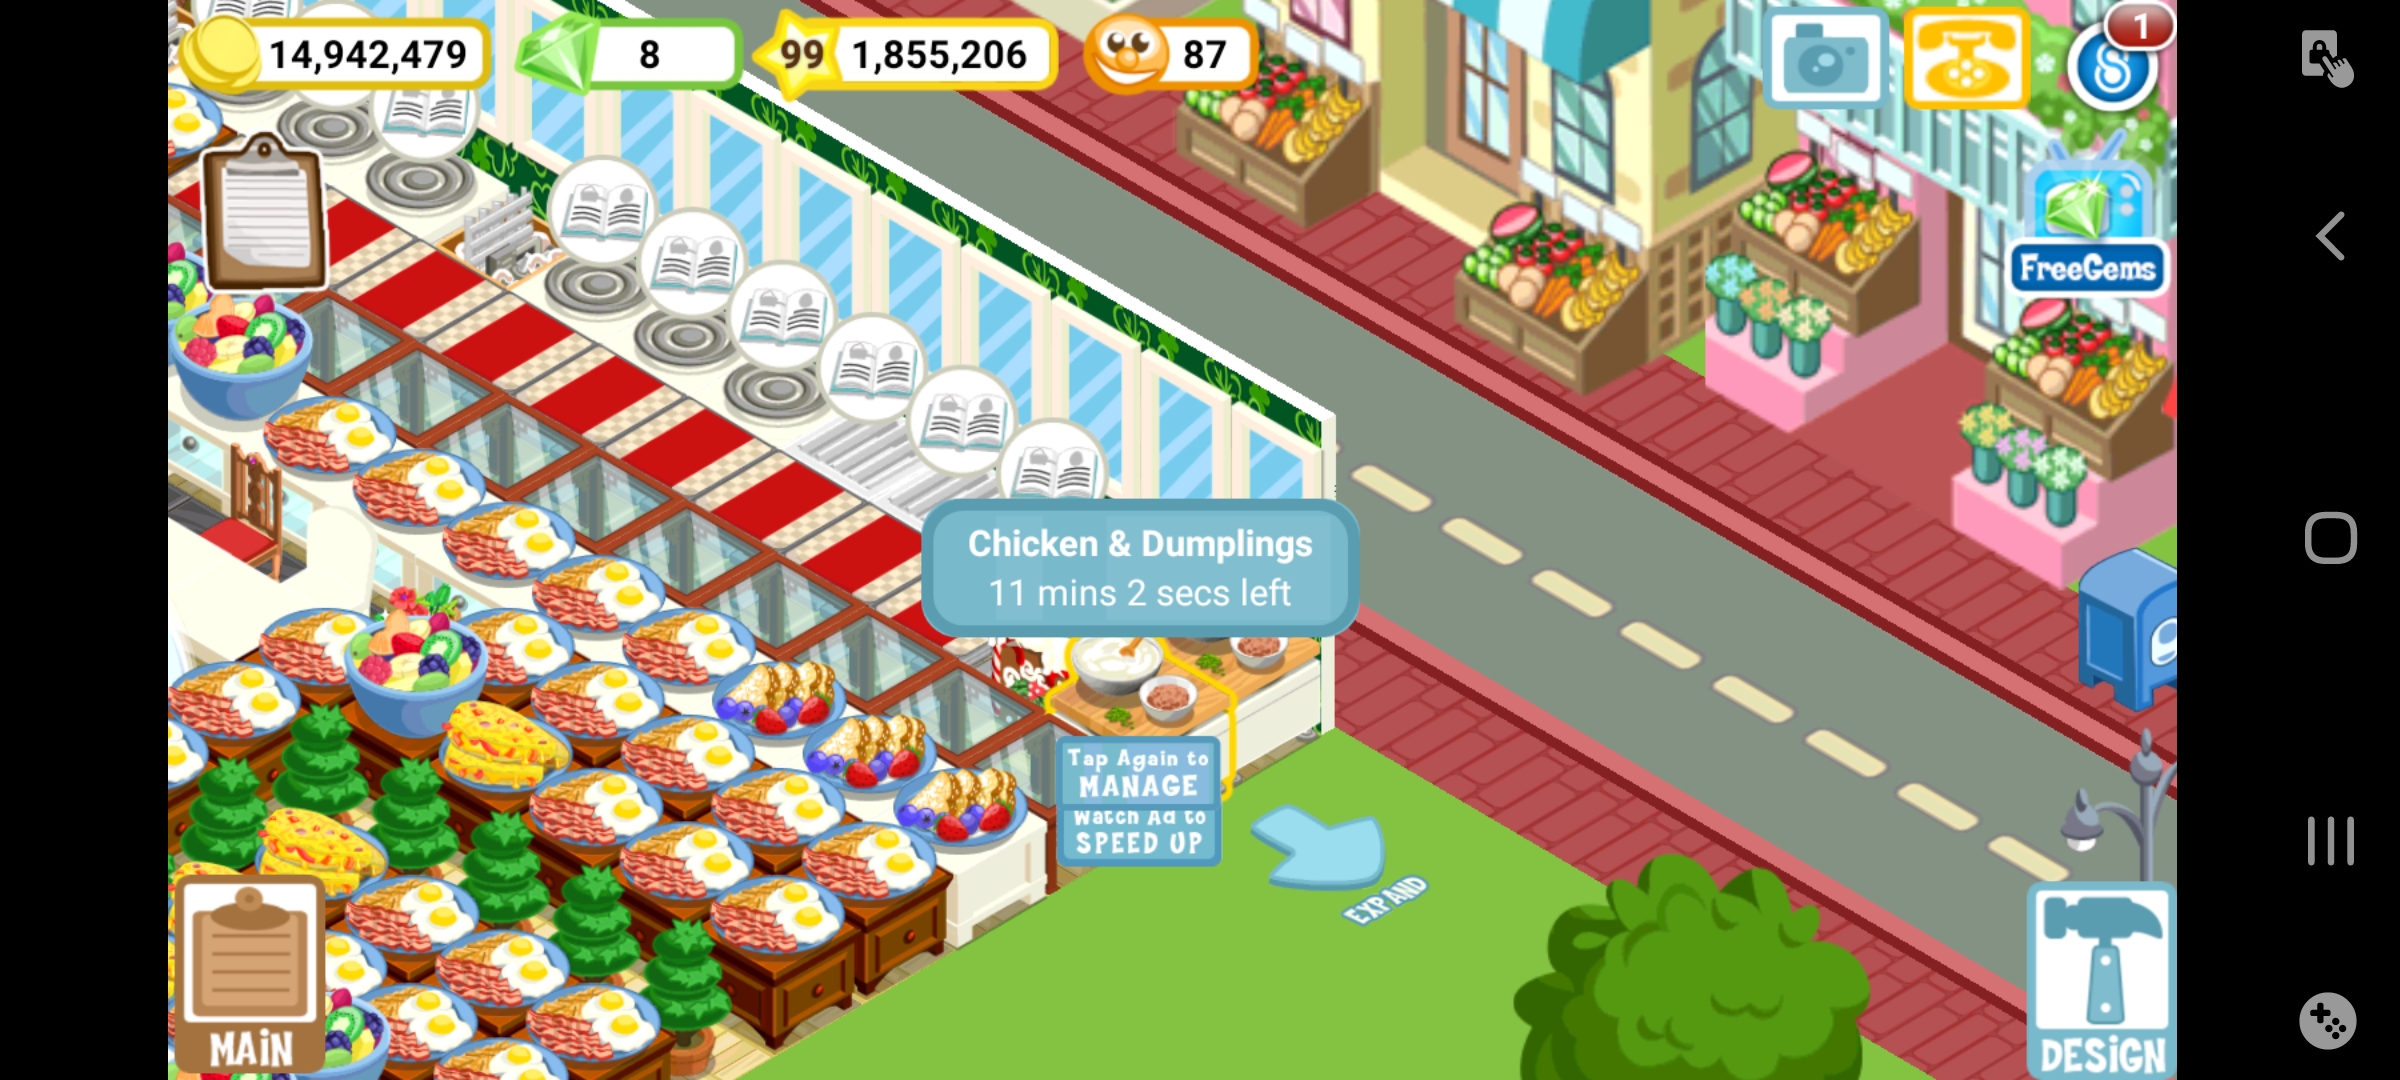 14,942,479
8
99
1,855,206
87
1
FreeGems
Chicken & Dumplings
11 mins 2 secs left
Tap Again to
MANAGE
Watch Ad to
SPEED UP
EXPAND
MAiN
DESiGN